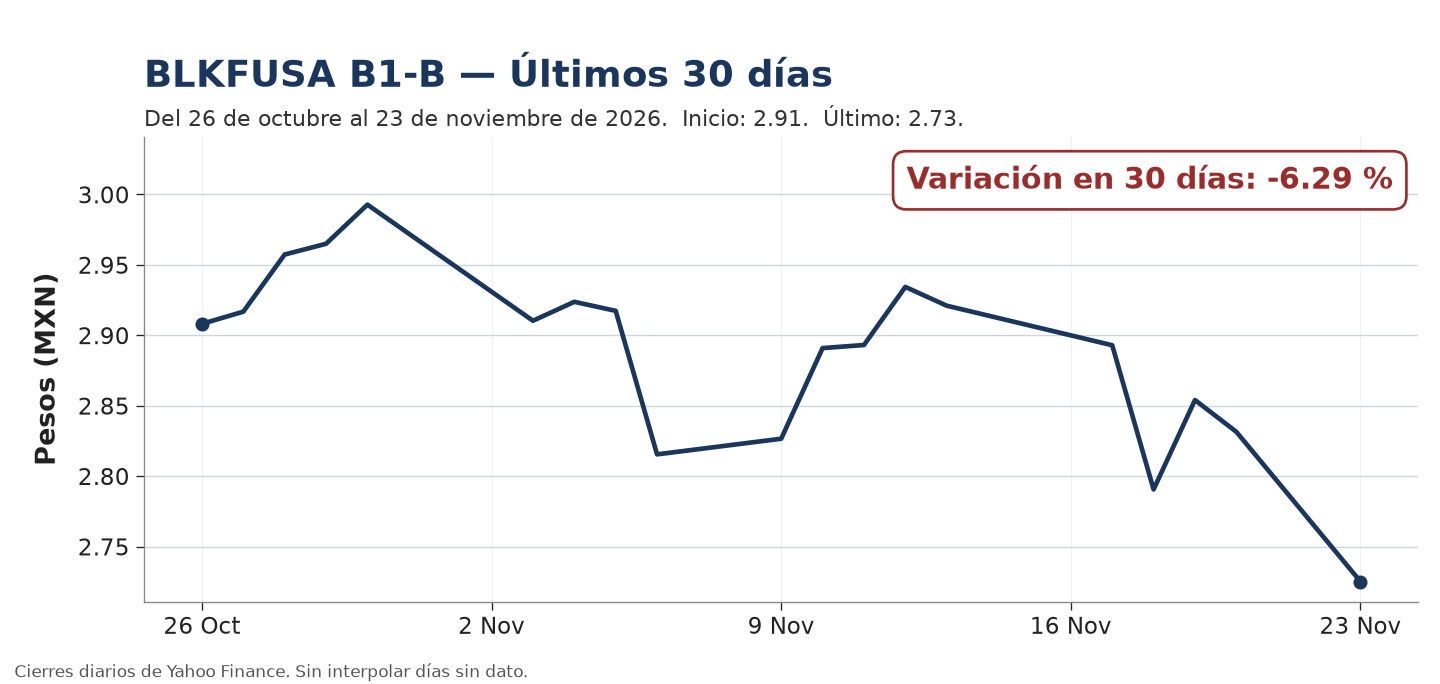 BLKFUSA B1-B — Últimos 30 días
Del 26 de octubre al 23 de noviembre de 2026.  Inicio: 2.91.  Último: 2.73.
Variación en 30 días: -6.29 %
Pesos (MXN)
3.00
2.95
2.90
2.85
2.80
2.75
26 Oct
2 Nov
9 Nov
16 Nov
23 Nov
Cierres diarios de Yahoo Finance. Sin interpolar días sin dato.